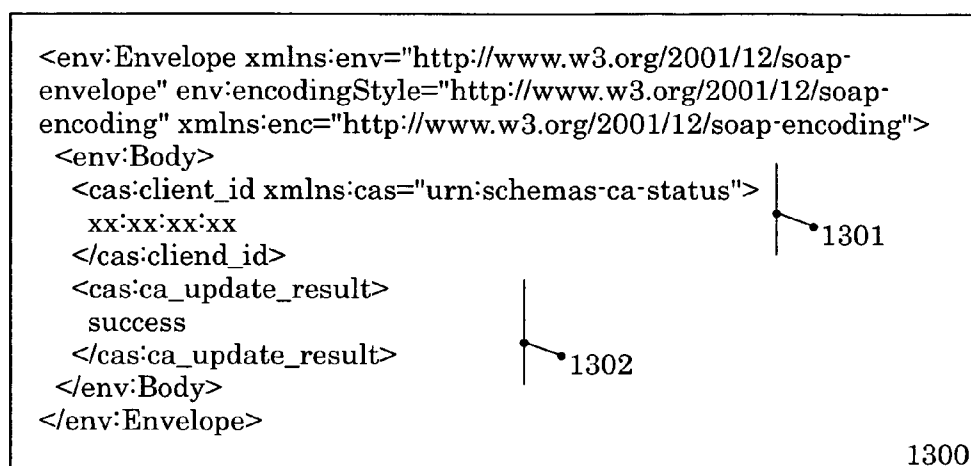 <env:Envelope xmlns:env="http://www.w3.org/2001/12/soap-
envelope" env:encodingStyle="http://www.w3.org/2001/12/soap-
encoding" xmlns:enc="http://www.w3.org/2001/12/soap-encoding">
<env:Body>
<cas:client_id xmlns:cas="urn:schemas-ca-status">
xx:xx:xx:xx
1301
</cas:cliend_id>
<cas:ca_update_result>
success
</cas:ca_update_result>
1302
</env:Body>
</env:Envelope>
1300